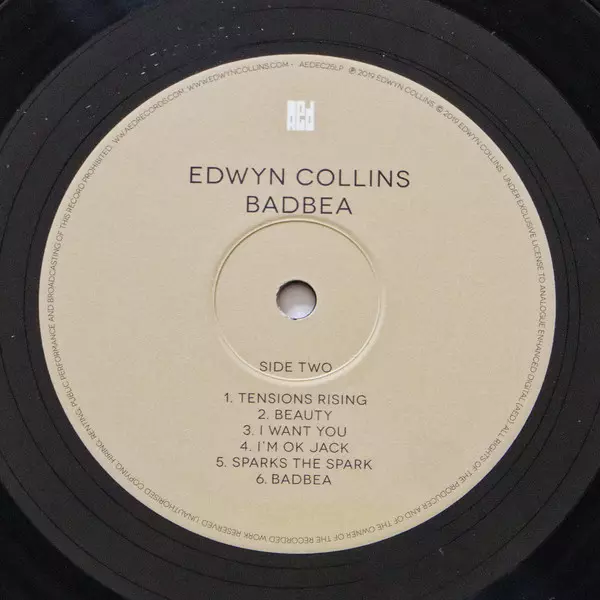 AED
EDWYN COLLINS
BADBEA
SIDE TWO
1. TENSIONS RISING
2. BEAUTY
3. I WANT YOU
4. I'M OK JACK
5. SPARKS THE SPARK
6. BADBEA
AEDEC26LP ℗ 2019 EDWYN COLLINS. © 2019 EDWYN COLLINS. UNDER EXCLUSIVE LICENSE TO ANALOGUE ENHANCED DIGITAL (AED). ALL RIGHTS OF THE PRODUCER AND OF THE OWNER OF THE RECORDED WORK RESERVED. UNAUTHORISED COPYING, HIRING, RENTING, PUBLIC PERFORMANCE AND BROADCASTING OF THIS RECORD PROHIBITED. WW.AEDRECORDS.COM. WWW.EDWYNCOLLINS.COM -